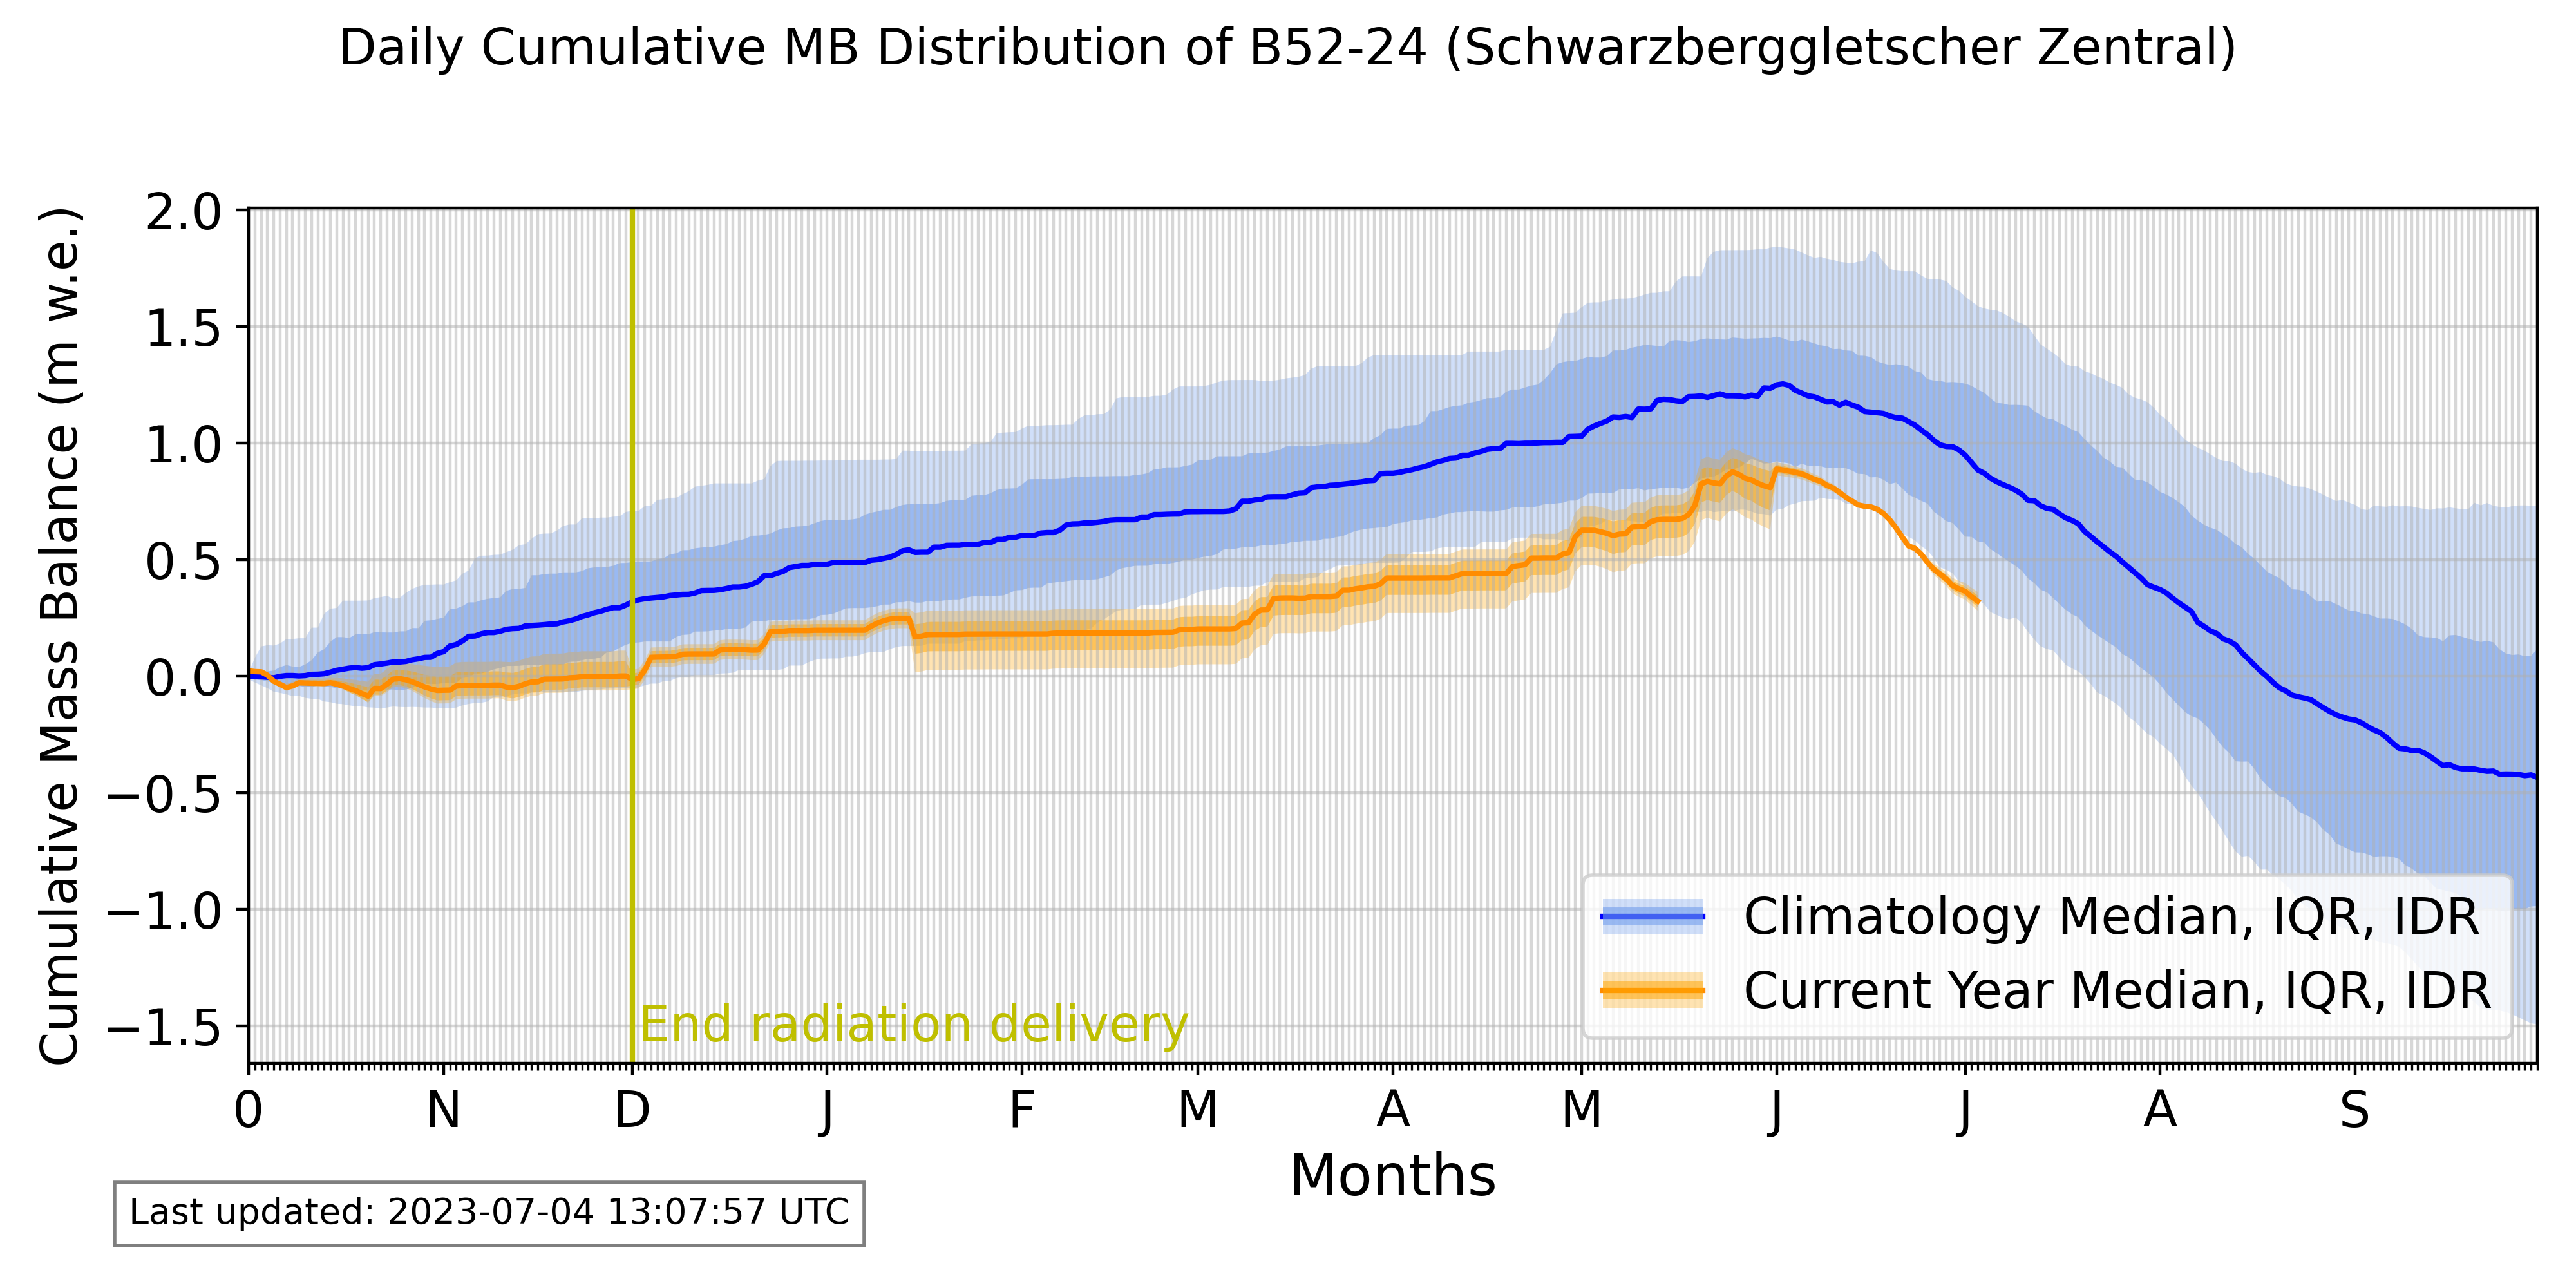 Daily Cumulative MB Distribution of B52-24 (Schwarzberggletscher Zentral)
Cumulative Mass Balance (m w.e.)
2.0
1.5
1.0
0.5
0.0
−0.5
−1.0
−1.5
End radiation delivery
Climatology Median, IQR, IDR
Current Year Median, IQR, IDR
0 N D J F M A M J J A S
Months
Last updated: 2023-07-04 13:07:57 UTC